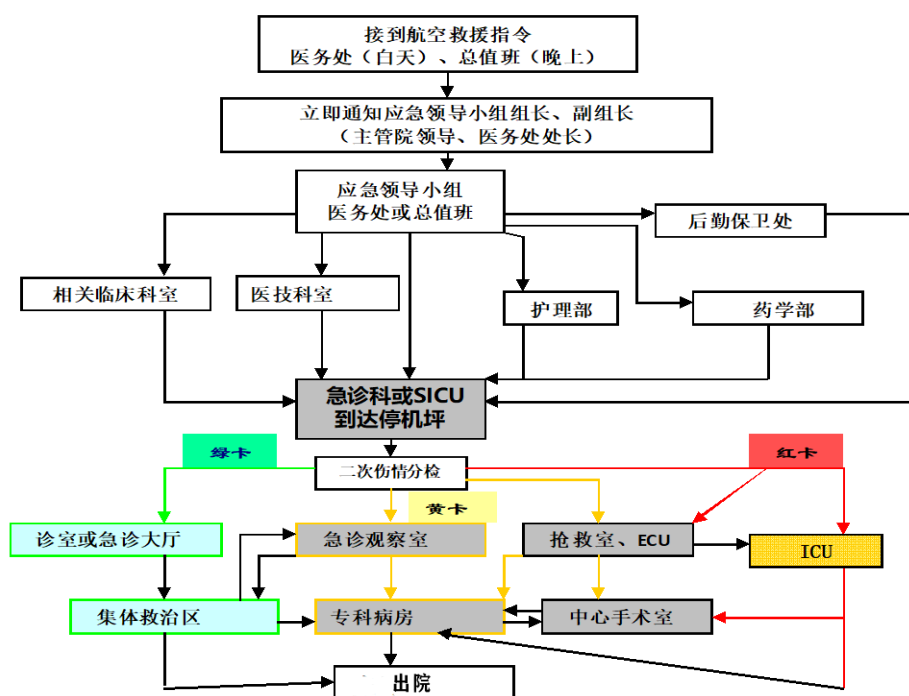 接到航空救援指令
医务处（白天）、总值班（晚上）
立即通知应急领导小组组长、副组长
（主管院领导、医务处处长）
应急领导小组
医务处或总值班
后勤保卫处
相关临床科室
医技科室
护理部
药学部
急诊科或SICU
到达停机坪
绿卡
红卡
二次伤情分检
黄卡
诊室或急诊大厅
急诊观察室
抢救室、ECU
ICU
集体救治区
专科病房
中心手术室
出院